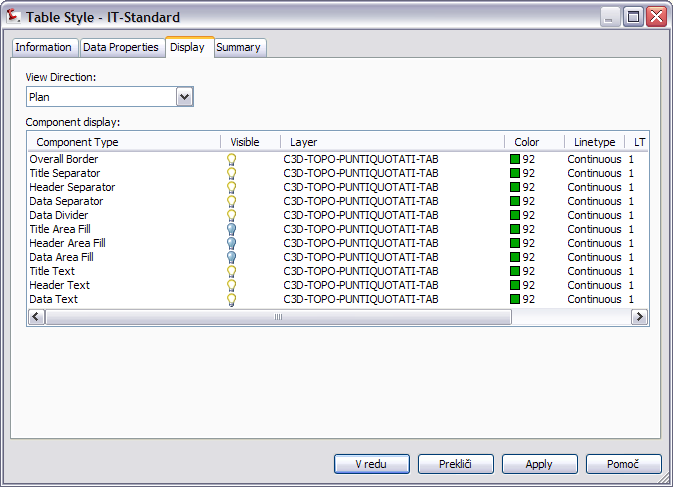 Table Style - IT-Standard
Information Data Properties Display Summary
View Direction:
Plan
Component display:
Component Type Visible Layer Color Linetype LT
Overall Border C3D-TOPO-PUNTIQUOTATI-TAB 92 Continuous 1
Title Separator C3D-TOPO-PUNTIQUOTATI-TAB 92 Continuous 1
Header Separator C3D-TOPO-PUNTIQUOTATI-TAB 92 Continuous 1
Data Separator C3D-TOPO-PUNTIQUOTATI-TAB 92 Continuous 1
Data Divider C3D-TOPO-PUNTIQUOTATI-TAB 92 Continuous 1
Title Area Fill C3D-TOPO-PUNTIQUOTATI-TAB 92 Continuous 1
Header Area Fill C3D-TOPO-PUNTIQUOTATI-TAB 92 Continuous 1
Data Area Fill C3D-TOPO-PUNTIQUOTATI-TAB 92 Continuous 1
Title Text C3D-TOPO-PUNTIQUOTATI-TAB 92 Continuous 1
Header Text C3D-TOPO-PUNTIQUOTATI-TAB 92 Continuous 1
Data Text C3D-TOPO-PUNTIQUOTATI-TAB 92 Continuous 1
V redu Prekliči Apply Pomoč